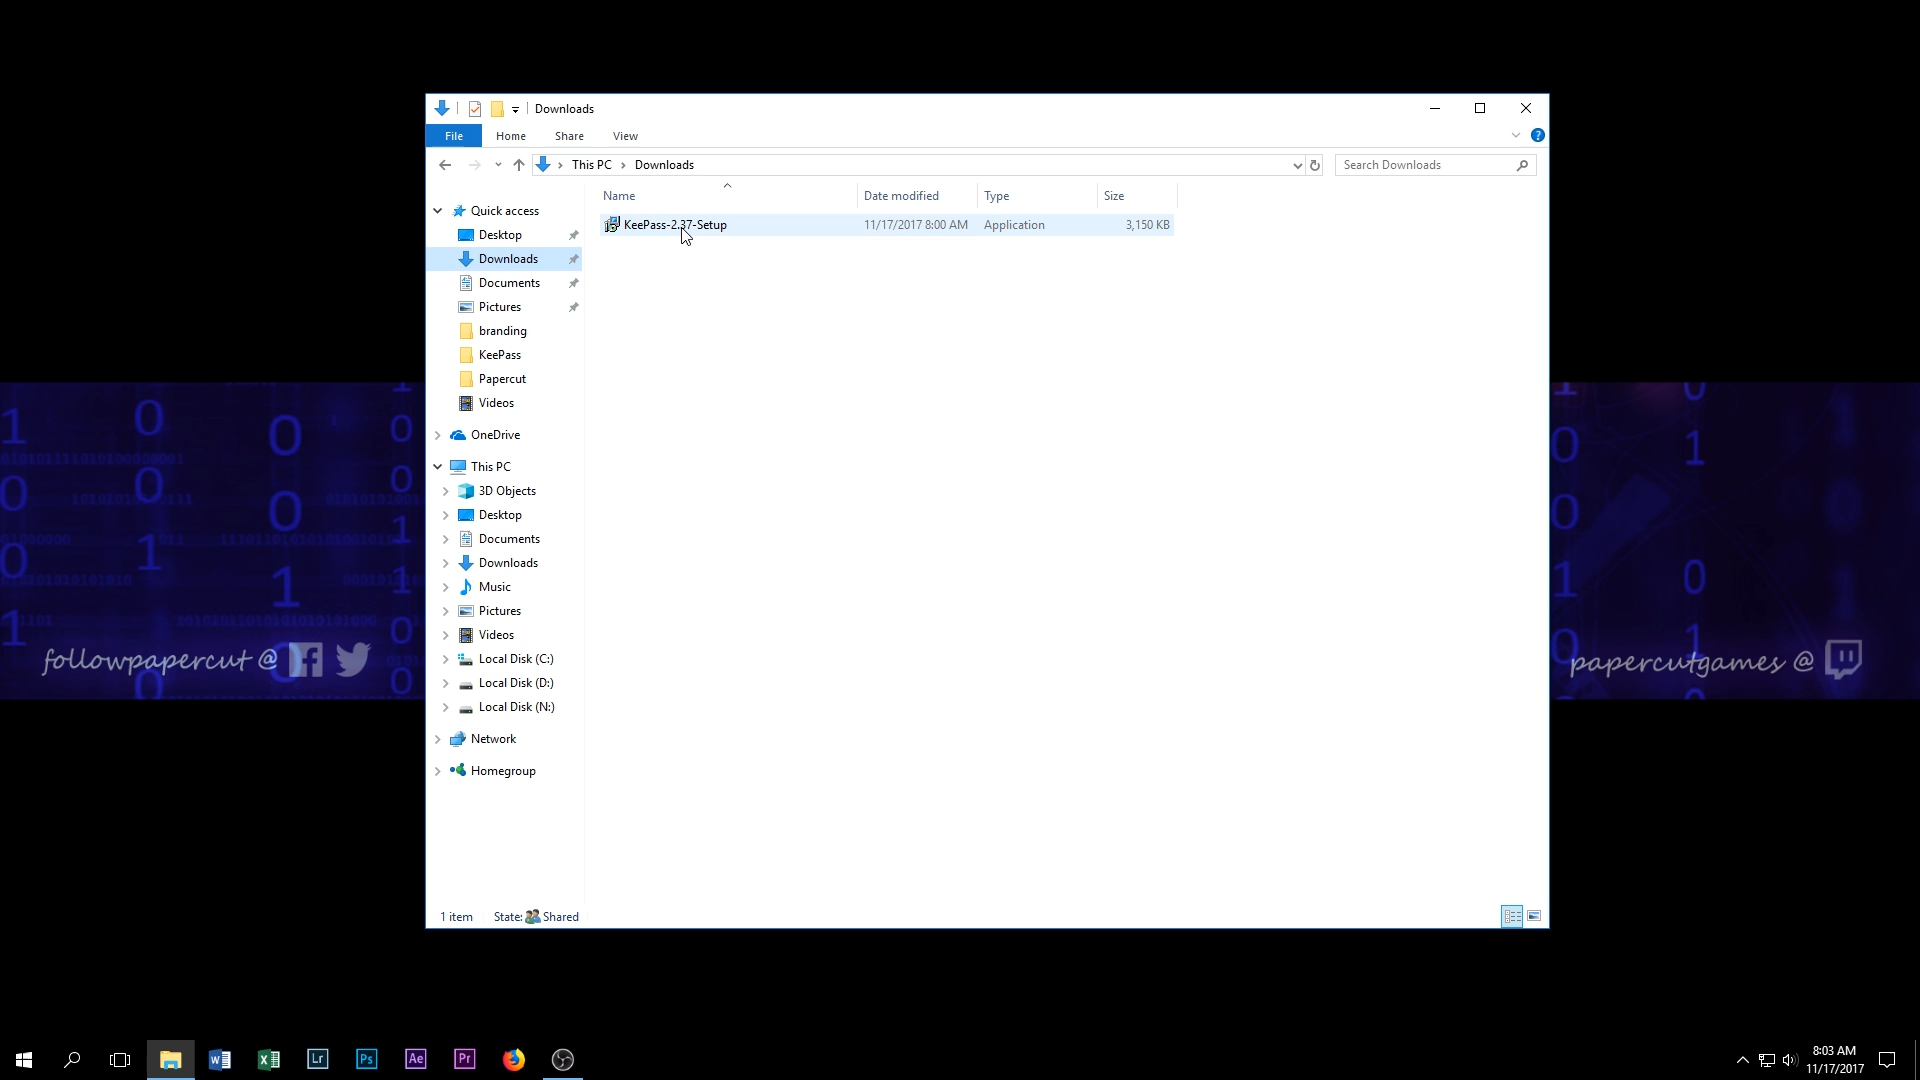 Downloads
File Home Share View
This PC Downloads
Search Downloads
Name Date modified Type Size
KeePass-2.37-Setup 11/17/2017 8:00 AM Application 3,150 KB
Quick access
Desktop
Downloads
Documents
Pictures
branding
KeePass
Papercut
Videos
OneDrive
This PC
3D Objects
Desktop
Documents
Downloads
Music
Pictures
Videos
Local Disk (C:)
Local Disk (D:)
Local Disk (N:)
Network
Homegroup
1 item State: Shared
followpapercut @
papercutgames @
Lr Ps Ae Pr
8:03 AM
11/17/2017